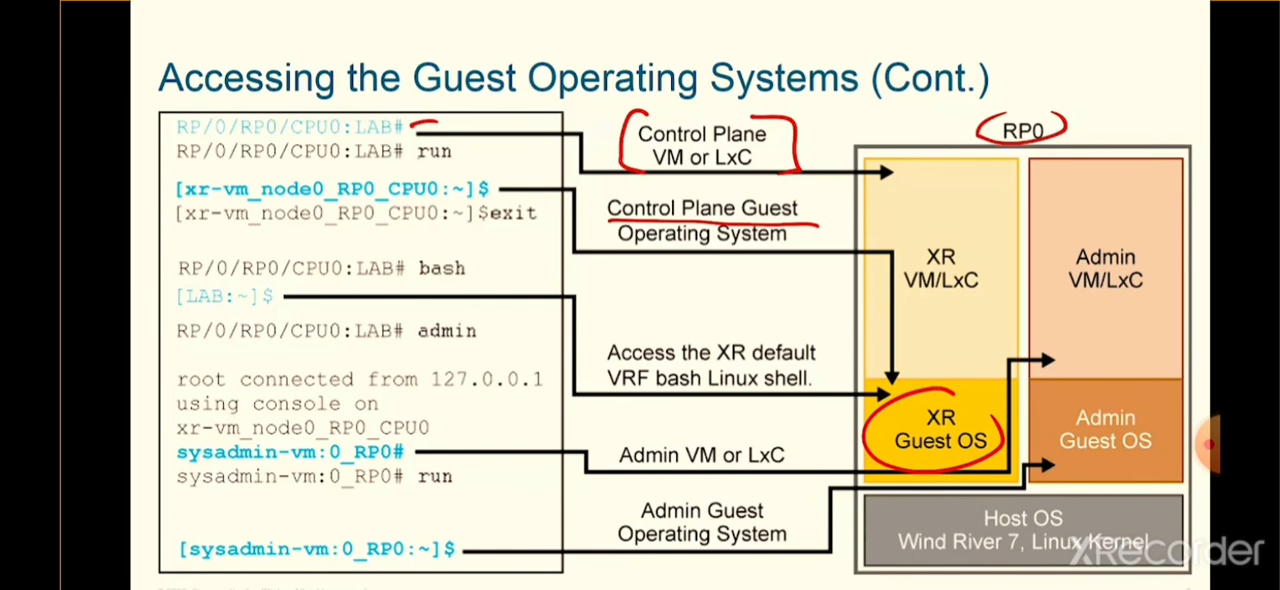 Accessing the Guest Operating Systems (Cont.)
RP/0/RP0/CPU0:LAB#
RP/0/RP0/CPU0:LAB# run
[xr-vm_node0_RP0_CPU0:~]$
[xr-vm_node0_RP0_CPU0:~]$exit
RP/0/RP0/CPU0:LAB# bash
[LAB:~]$
RP/0/RP0/CPU0:LAB# admin
root connected from 127.0.0.1
using console on
xr-vm_node0_RP0_CPU0
sysadmin-vm:0_RP0#
sysadmin-vm:0_RP0# run
[sysadmin-vm:0_RP0:~]$
Control Plane
VM or LxC
Control Plane Guest
Operating System
Access the XR default
VRF bash Linux shell.
Admin VM or LxC
Admin Guest
Operating System
RP0
XR
VM/LxC
Admin
VM/LxC
XR
Guest OS
Admin
Guest OS
Host OS
Wind River 7, Linux Kernel
XRecorder